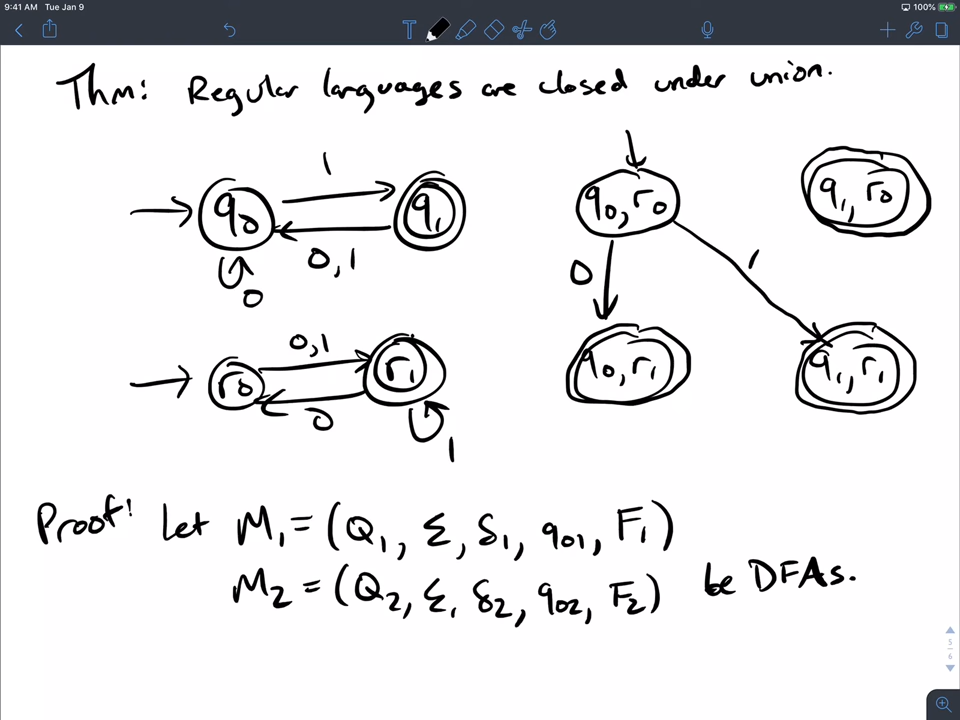 9:41 AM Tue Jan 9
100%
T
Thm: Regular languages are closed under union.
1
q₀
q₁
0,1
0
q₀, r₀
q₁, r₀
0
1
0,1
r₀
r₁
0
1
q₀, r₁
q₁, r₁
Proof: Let M₁ = (Q₁, Σ, δ₁, q₀₁, F₁)
M₂ = (Q₂, Σ, δ₂, q₀₂, F₂) be DFAs.
5
6